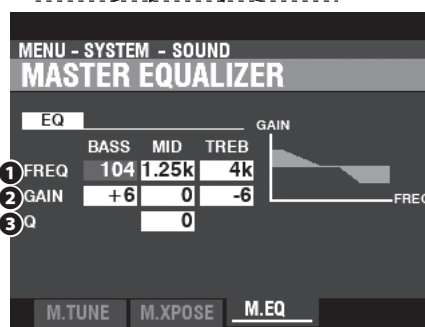 MENU - SYSTEM - SOUND
MASTER EQUALIZER
EQ
GAIN
BASS MID TREB
1 FREQ 104 1.25k 4k
2 GAIN +6 0 -6
FREQ
3 Q 0
M.TUNE M.XPOSE M.EQ